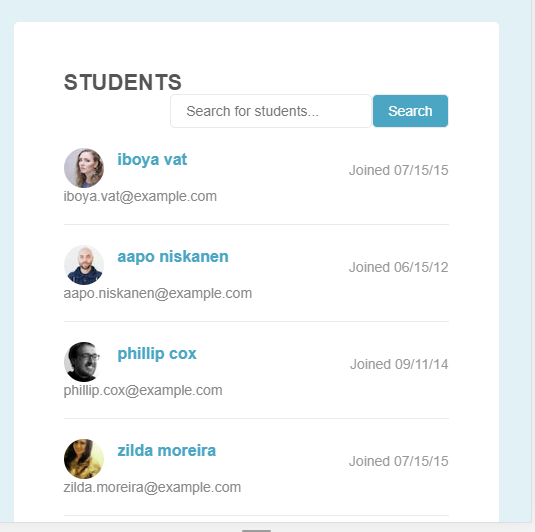 STUDENTS
Search for students... Search
iboya vat
Joined 07/15/15
iboya.vat@example.com
aapo niskanen
Joined 06/15/12
aapo.niskanen@example.com
phillip cox
Joined 09/11/14
phillip.cox@example.com
zilda moreira
Joined 07/15/15
zilda.moreira@example.com